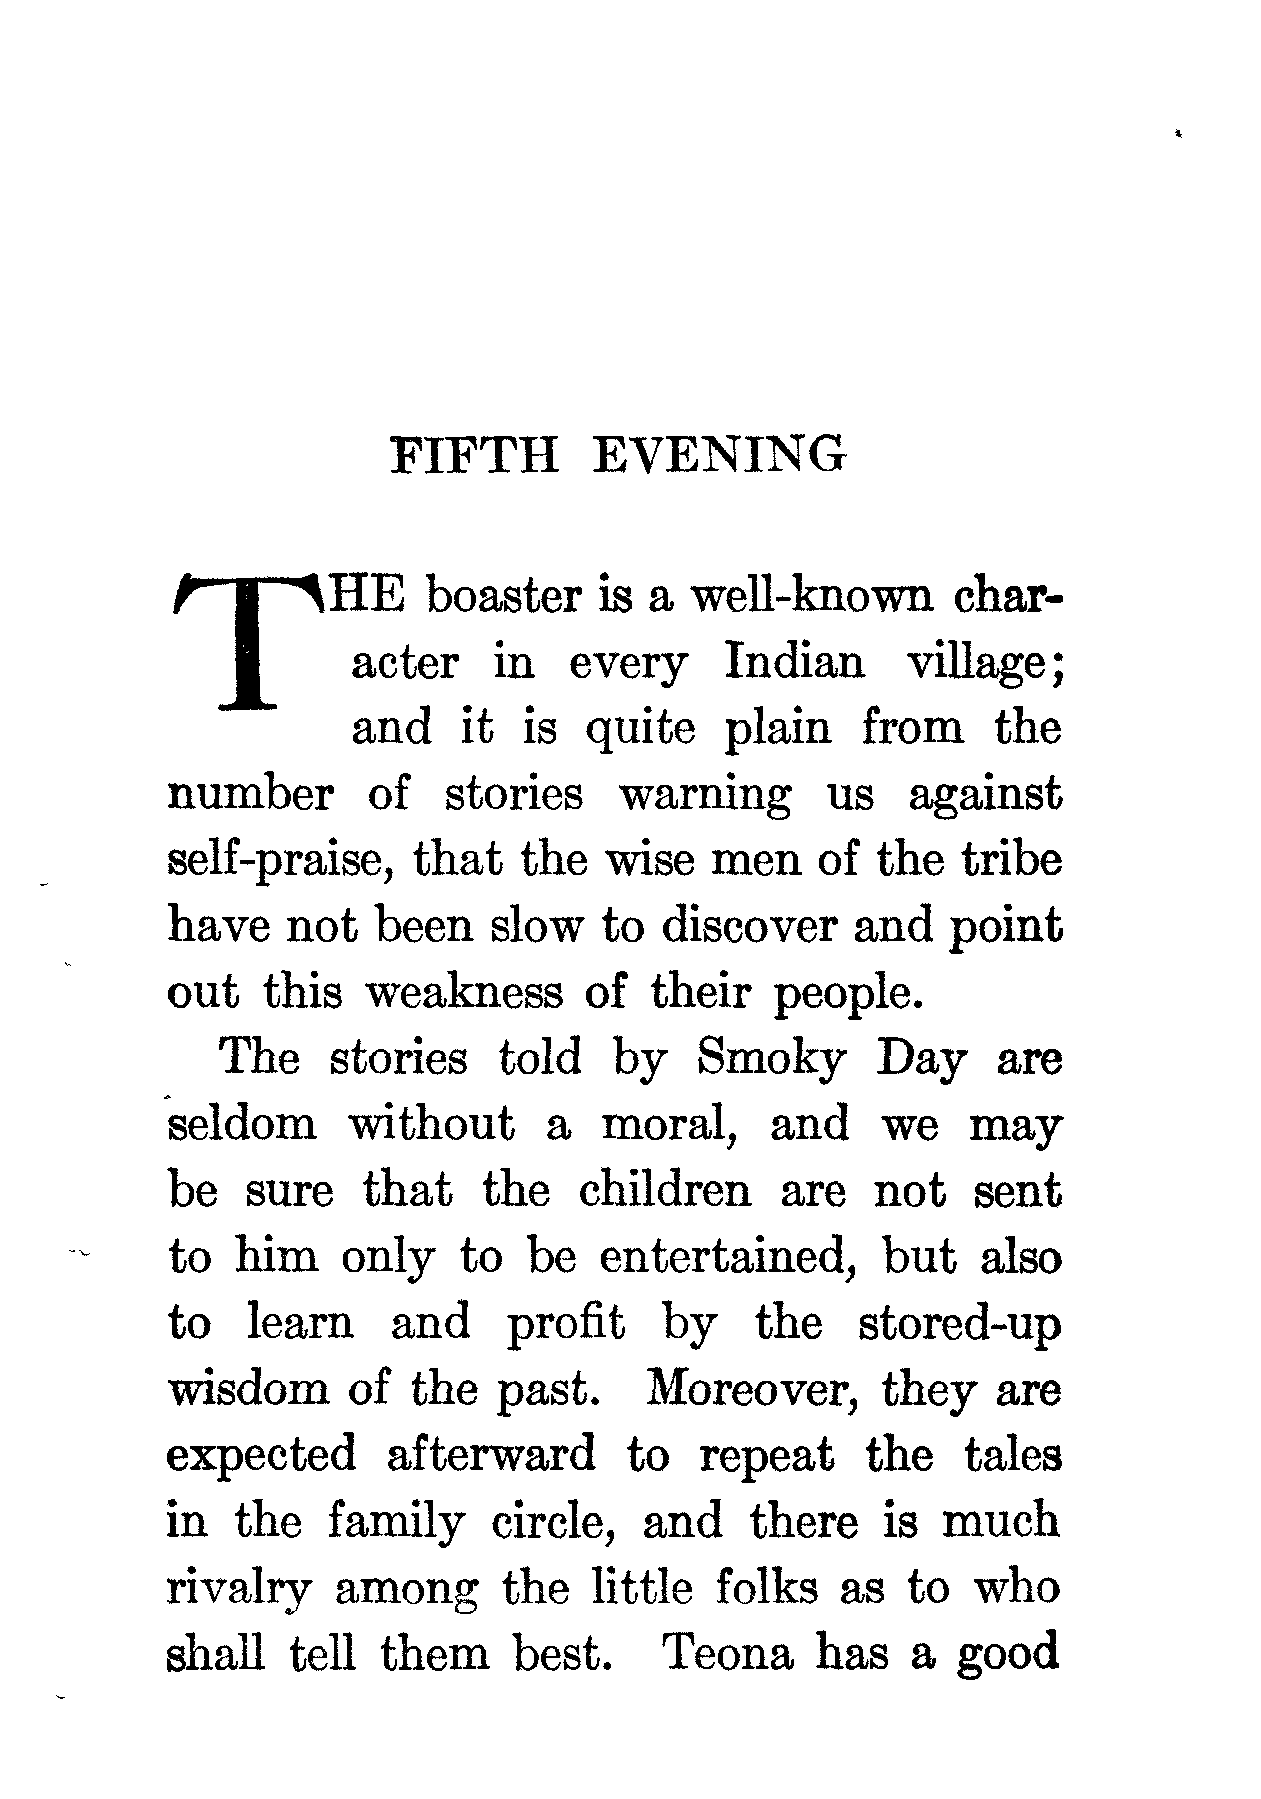 FIFTH EVENING
THE boaster is a well-known char-
acter in every Indian village;
and it is quite plain from the
number of stories warning us against
self-praise, that the wise men of the tribe
have not been slow to discover and point
out this weakness of their people.
The stories told by Smoky Day are
seldom without a moral, and we may
be sure that the children are not sent
to him only to be entertained, but also
to learn and profit by the stored-up
wisdom of the past. Moreover, they are
expected afterward to repeat the tales
in the family circle, and there is much
rivalry among the little folks as to who
shall tell them best. Teona has a good